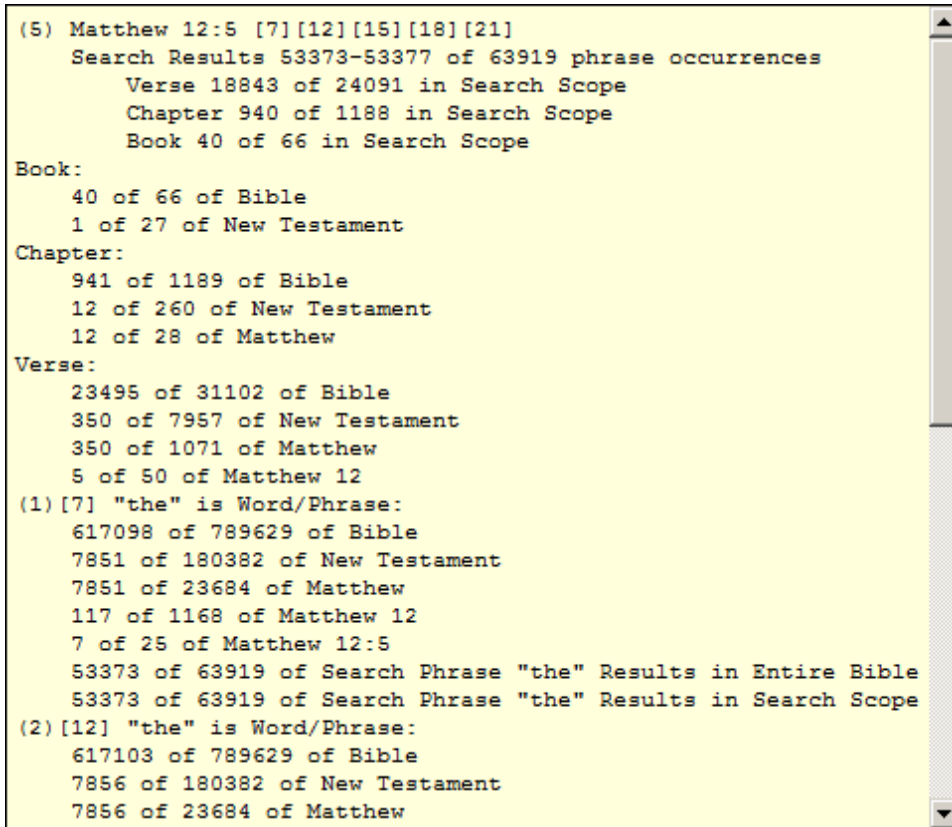 (5) Matthew 12:5 [7][12][15][18][21]
Search Results 53373-53377 of 63919 phrase occurrences
Verse 18843 of 24091 in Search Scope
Chapter 940 of 1188 in Search Scope
Book 40 of 66 in Search Scope
Book:
40 of 66 of Bible
1 of 27 of New Testament
Chapter:
941 of 1189 of Bible
12 of 260 of New Testament
12 of 28 of Matthew
Verse:
23495 of 31102 of Bible
350 of 7957 of New Testament
350 of 1071 of Matthew
5 of 50 of Matthew 12
(1)[7] "the" is Word/Phrase:
617098 of 789629 of Bible
7851 of 180382 of New Testament
7851 of 23684 of Matthew
117 of 1168 of Matthew 12
7 of 25 of Matthew 12:5
53373 of 63919 of Search Phrase "the" Results in Entire Bible
53373 of 63919 of Search Phrase "the" Results in Search Scope
(2)[12] "the" is Word/Phrase:
617103 of 789629 of Bible
7856 of 180382 of New Testament
7856 of 23684 of Matthew